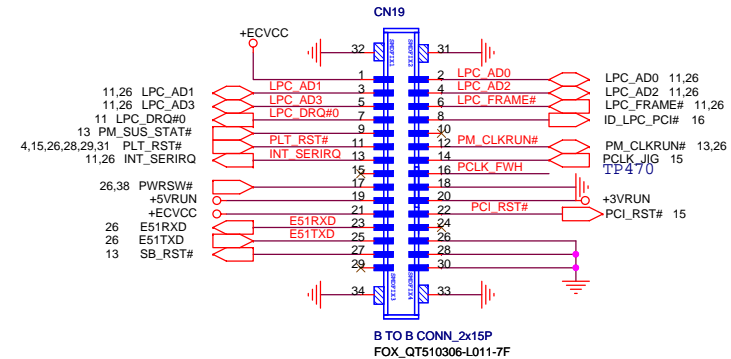 CN19
+ECVCC
32 SMDFIX1 SMDFIX2 31
1 2 LPC_AD0 LPC_AD0 11,26
11,26 LPC_AD1 LPC_AD1 3 4 LPC_AD2 LPC_AD2 11,26
11,26 LPC_AD3 LPC_AD3 5 6 LPC_FRAME# LPC_FRAME# 11,26
11 LPC_DRQ#0 LPC_DRQ#0 7 8 ID_LPC_PCI# 16
13 PM_SUS_STAT# 9 10
4,15,26,28,29,31 PLT_RST# PLT_RST# 11 12 PM_CLKRUN# PM_CLKRUN# 13,26
11,26 INT_SERIRQ INT_SERIRQ 13 14 PCLK_JIG 15
15 16 PCLK_FWH TP470
26,38 PWRSW# 17 18
+5VRUN 19 20 +3VRUN
+ECVCC 21 22 PCI_RST# PCI_RST# 15
26 E51RXD E51RXD 23 24
26 E51TXD E51TXD 25 26
13 SB_RST# 27 28
29 30
34 SMDFIX3 SMDFIX4 33
B TO B CONN_2x15P
FOX_QT510306-L011-7F